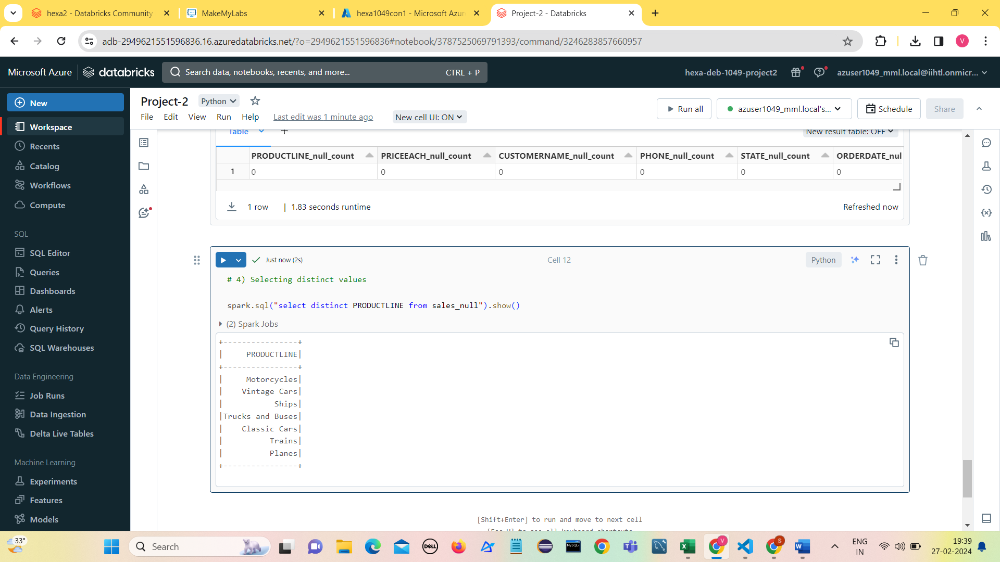 hexa2 - Databricks Community
MakeMyLabs
hexa1049con1 - Microsoft Azur
Project-2 - Databricks
adb-2949621551596836.16.azuredatabricks.net/?o=2949621551596836#notebook/3787525069791393/command/3246283857660957
V
Microsoft Azure
databricks
Search data, notebooks, recents, and more...
CTRL + P
hexa-deb-1049-project2
azuser1049_mml.local@iihtl.onmicr...
New
Workspace
Recents
Catalog
Workflows
Compute
SQL
SQL Editor
Queries
Dashboards
Alerts
Query History
SQL Warehouses
Data Engineering
Job Runs
Data Ingestion
Delta Live Tables
Machine Learning
Experiments
Features
Models
Project-2
Python
File
Edit
View
Run
Help
Last edit was 1 minute ago
New cell UI: ON
Run all
azuser1049_mml.local's...
Schedule
Share
Table
New result table: OFF
PRODUCTLINE_null_count
PRICEEACH_null_count
CUSTOMERNAME_null_count
PHONE_null_count
STATE_null_count
ORDERDATE_nul
1
0
0
0
0
0
0
1 row
| 1.83 seconds runtime
Refreshed now
Just now (2s)
Cell 12
Python
# 4) Selecting distinct values
spark.sql("select distinct PRODUCTLINE from sales_null").show()
(2) Spark Jobs
+----------------+
|     PRODUCTLINE|
+----------------+
|     Motorcycles|
|    Vintage Cars|
|           Ships|
|Trucks and Buses|
|    Classic Cars|
|          Trains|
|          Planes|
+----------------+
[Shift+Enter] to run and move to next cell
33°
Search
DELL
MySQL
V
S
ENG
IN
19:39
27-02-2024